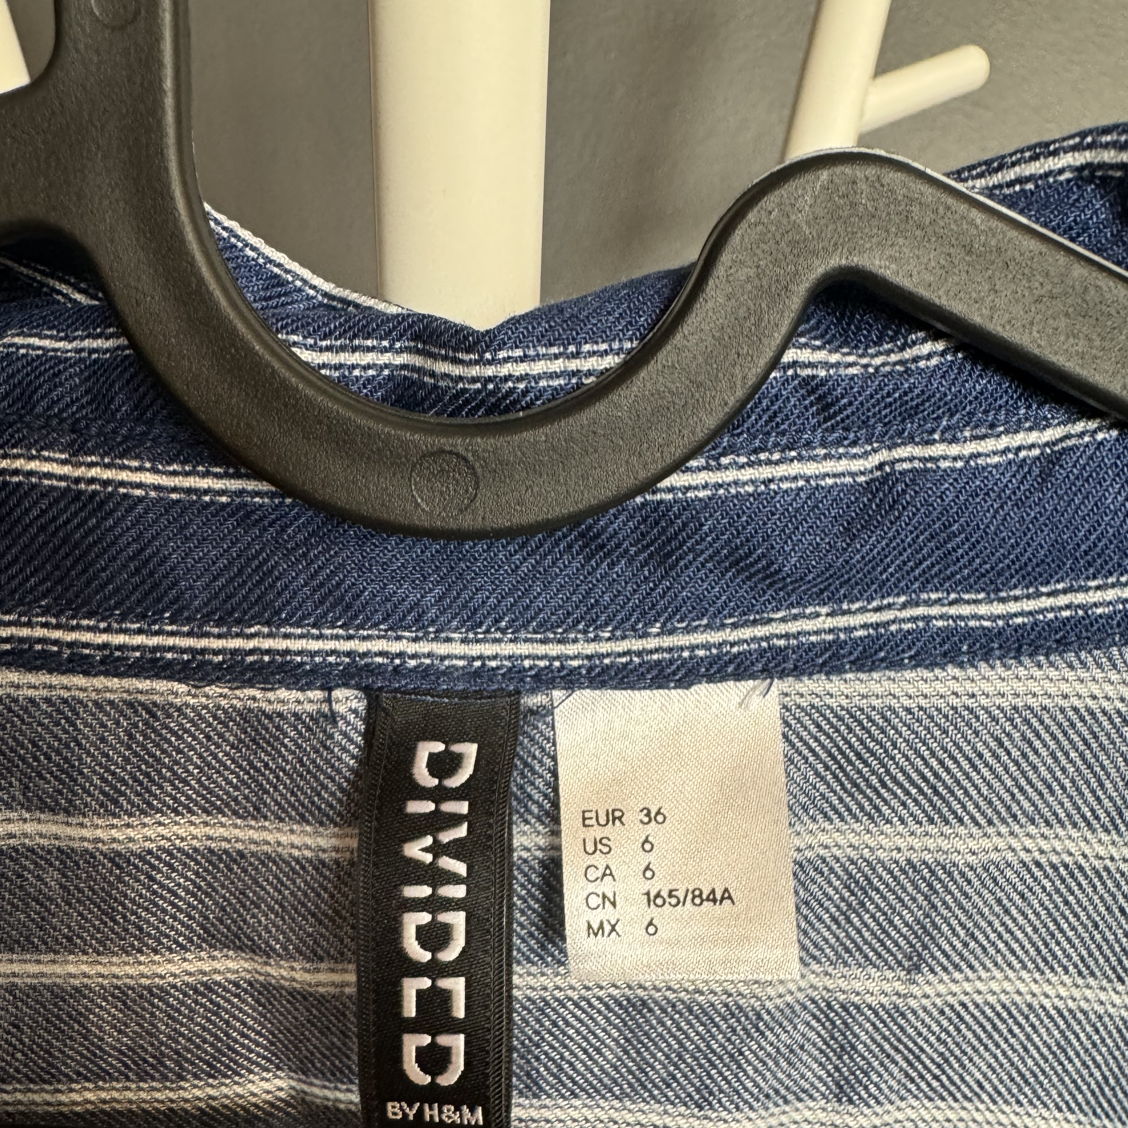 DIVIDED
BY H&M
EUR 36
US 6
CA 6
CN 165/84A
MX 6